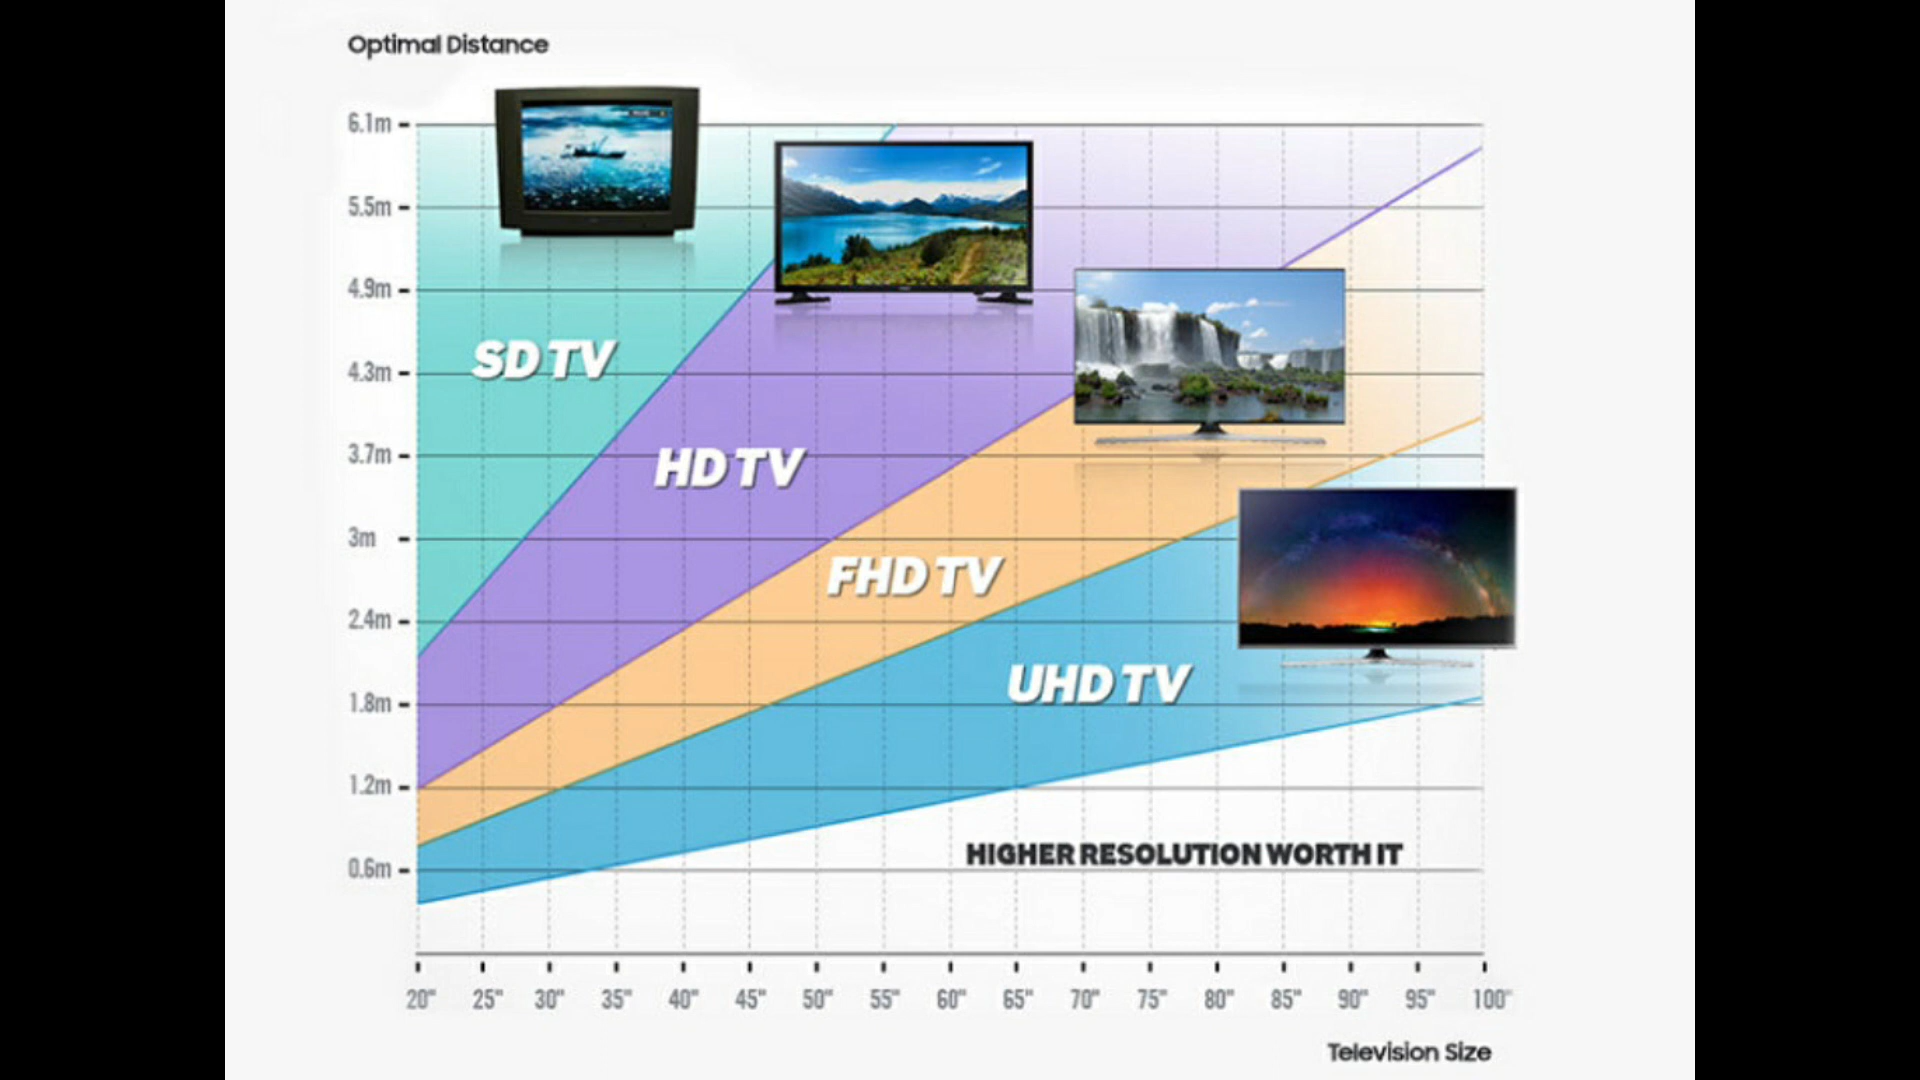 Optimal Distance
6.1m
5.5m
4.9m
4.3m
3.7m
3m
2.4m
1.8m
1.2m
0.6m
SD TV
HD TV
FHD TV
UHD TV
HIGHER RESOLUTION WORTH IT
20" 25" 30" 35" 40" 45" 50" 55" 60" 65" 70" 75" 80" 85" 90" 95" 100"
Television Size